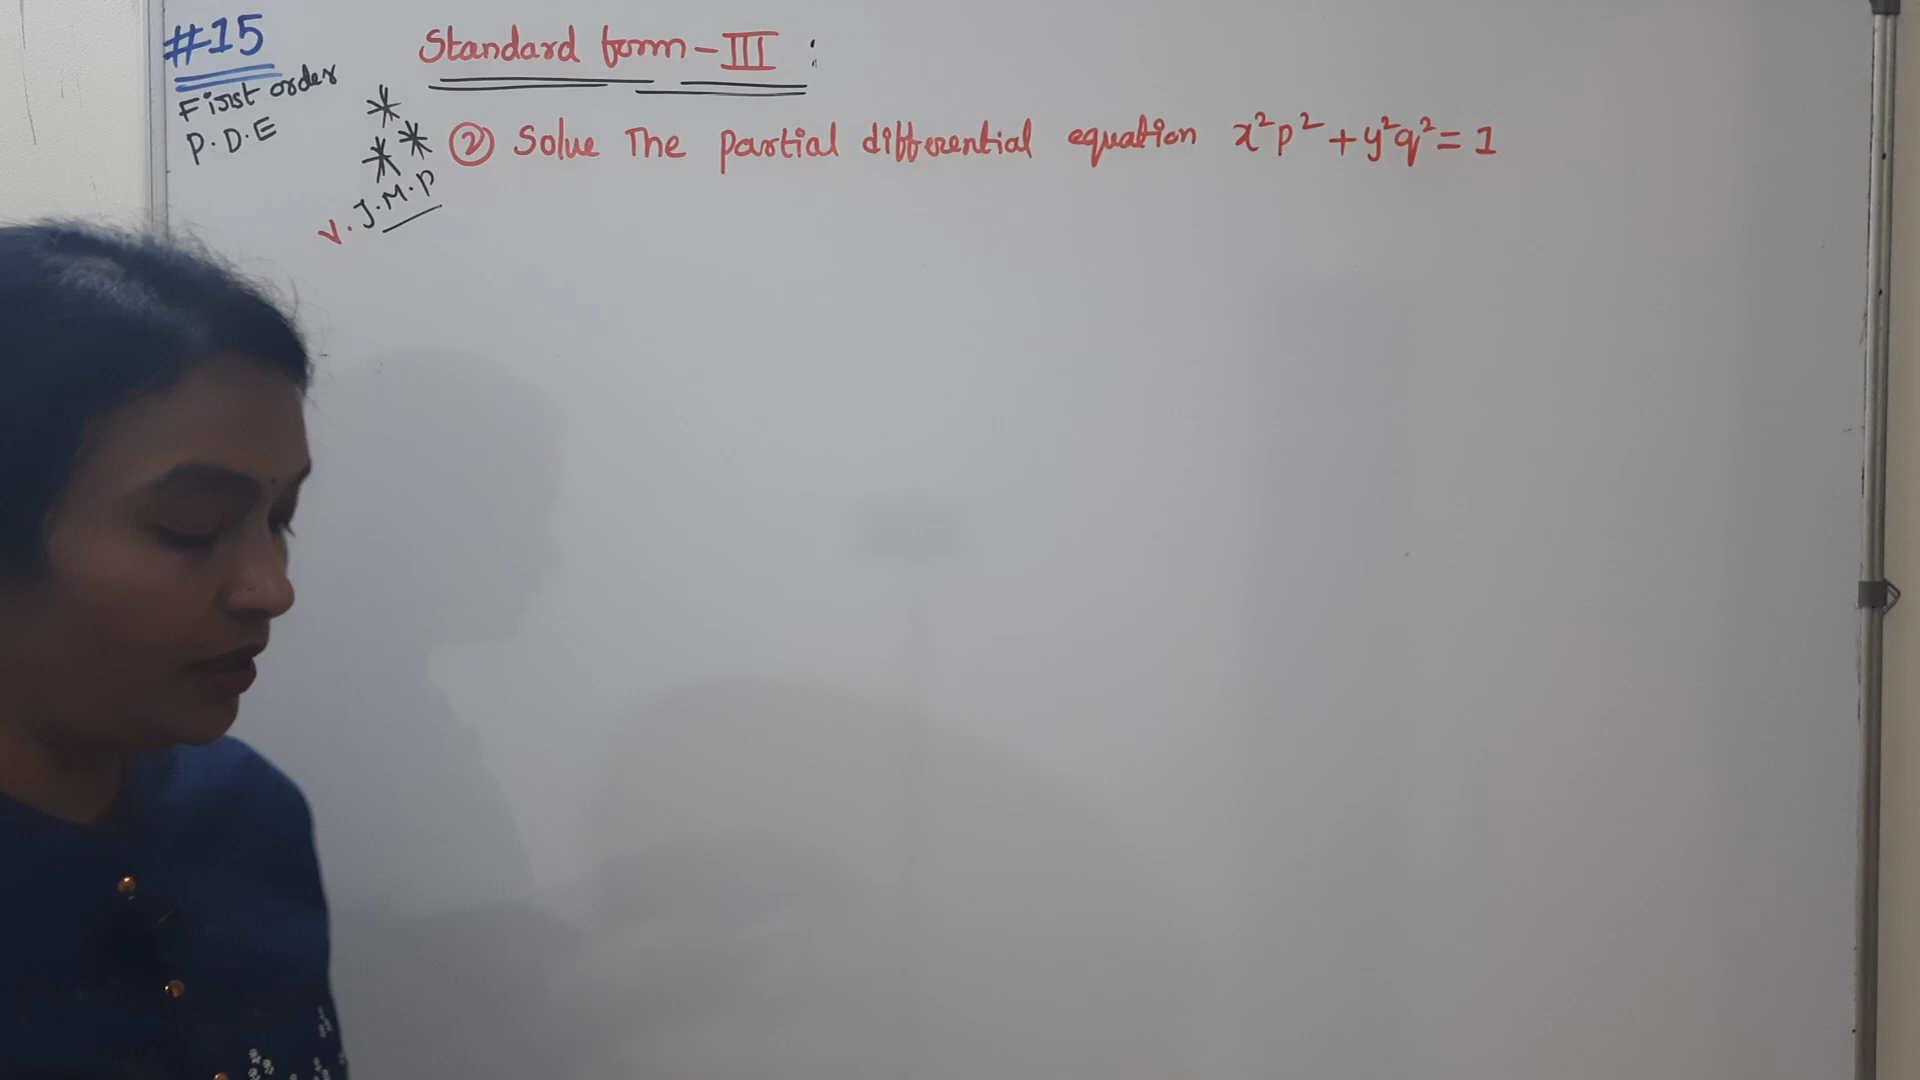 #15
First order
P.D.E
Standard form - III :
② Solve The partial differential equation x²p² + y²q² = 1
V. I.M.P